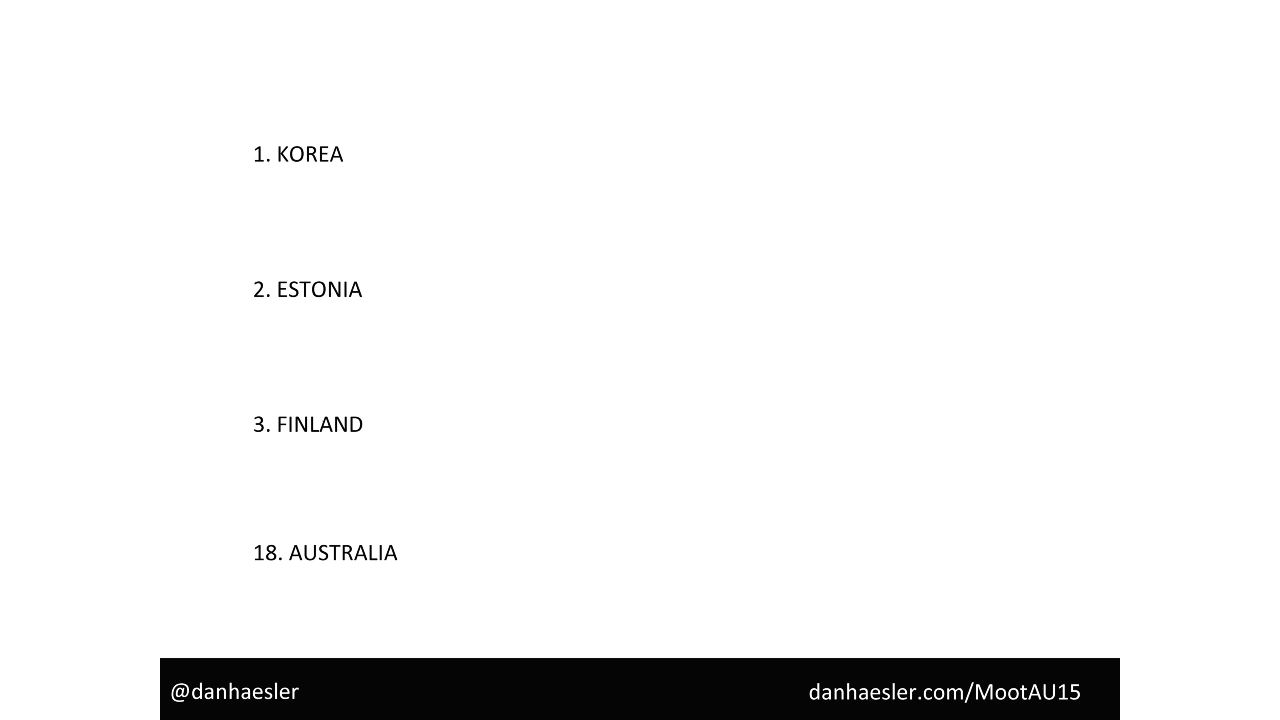 1. KOREA
2. ESTONIA
3. FINLAND
18. AUSTRALIA
@danhaesler
danhaesler.com/MootAU15